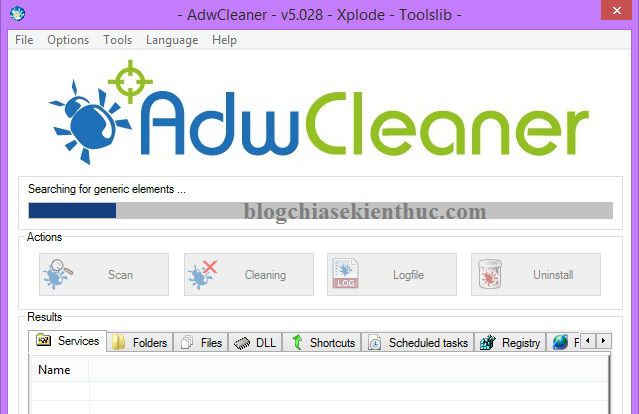 - AdwCleaner - v5.028 - Xplode - Toolslib -
File Options Tools Language Help
AdwCleaner
Searching for generic elements ...
blogchiasekienthuc.com
Actions
Scan Cleaning LOG Logfile Uninstall
Results
Services Folders Files DLL Shortcuts Scheduled tasks Registry F
Name